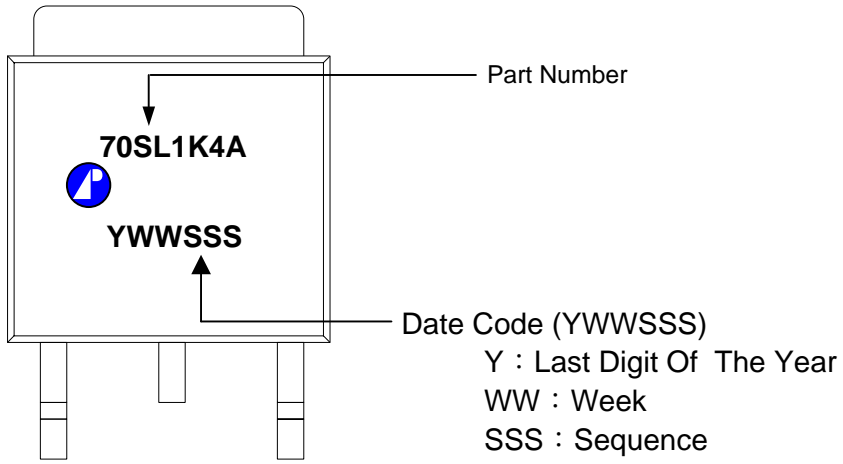 Part Number
70SL1K4A
YWWSSS
Date Code (YWWSSS)
Y：Last Digit Of The Year
WW：Week
SSS：Sequence